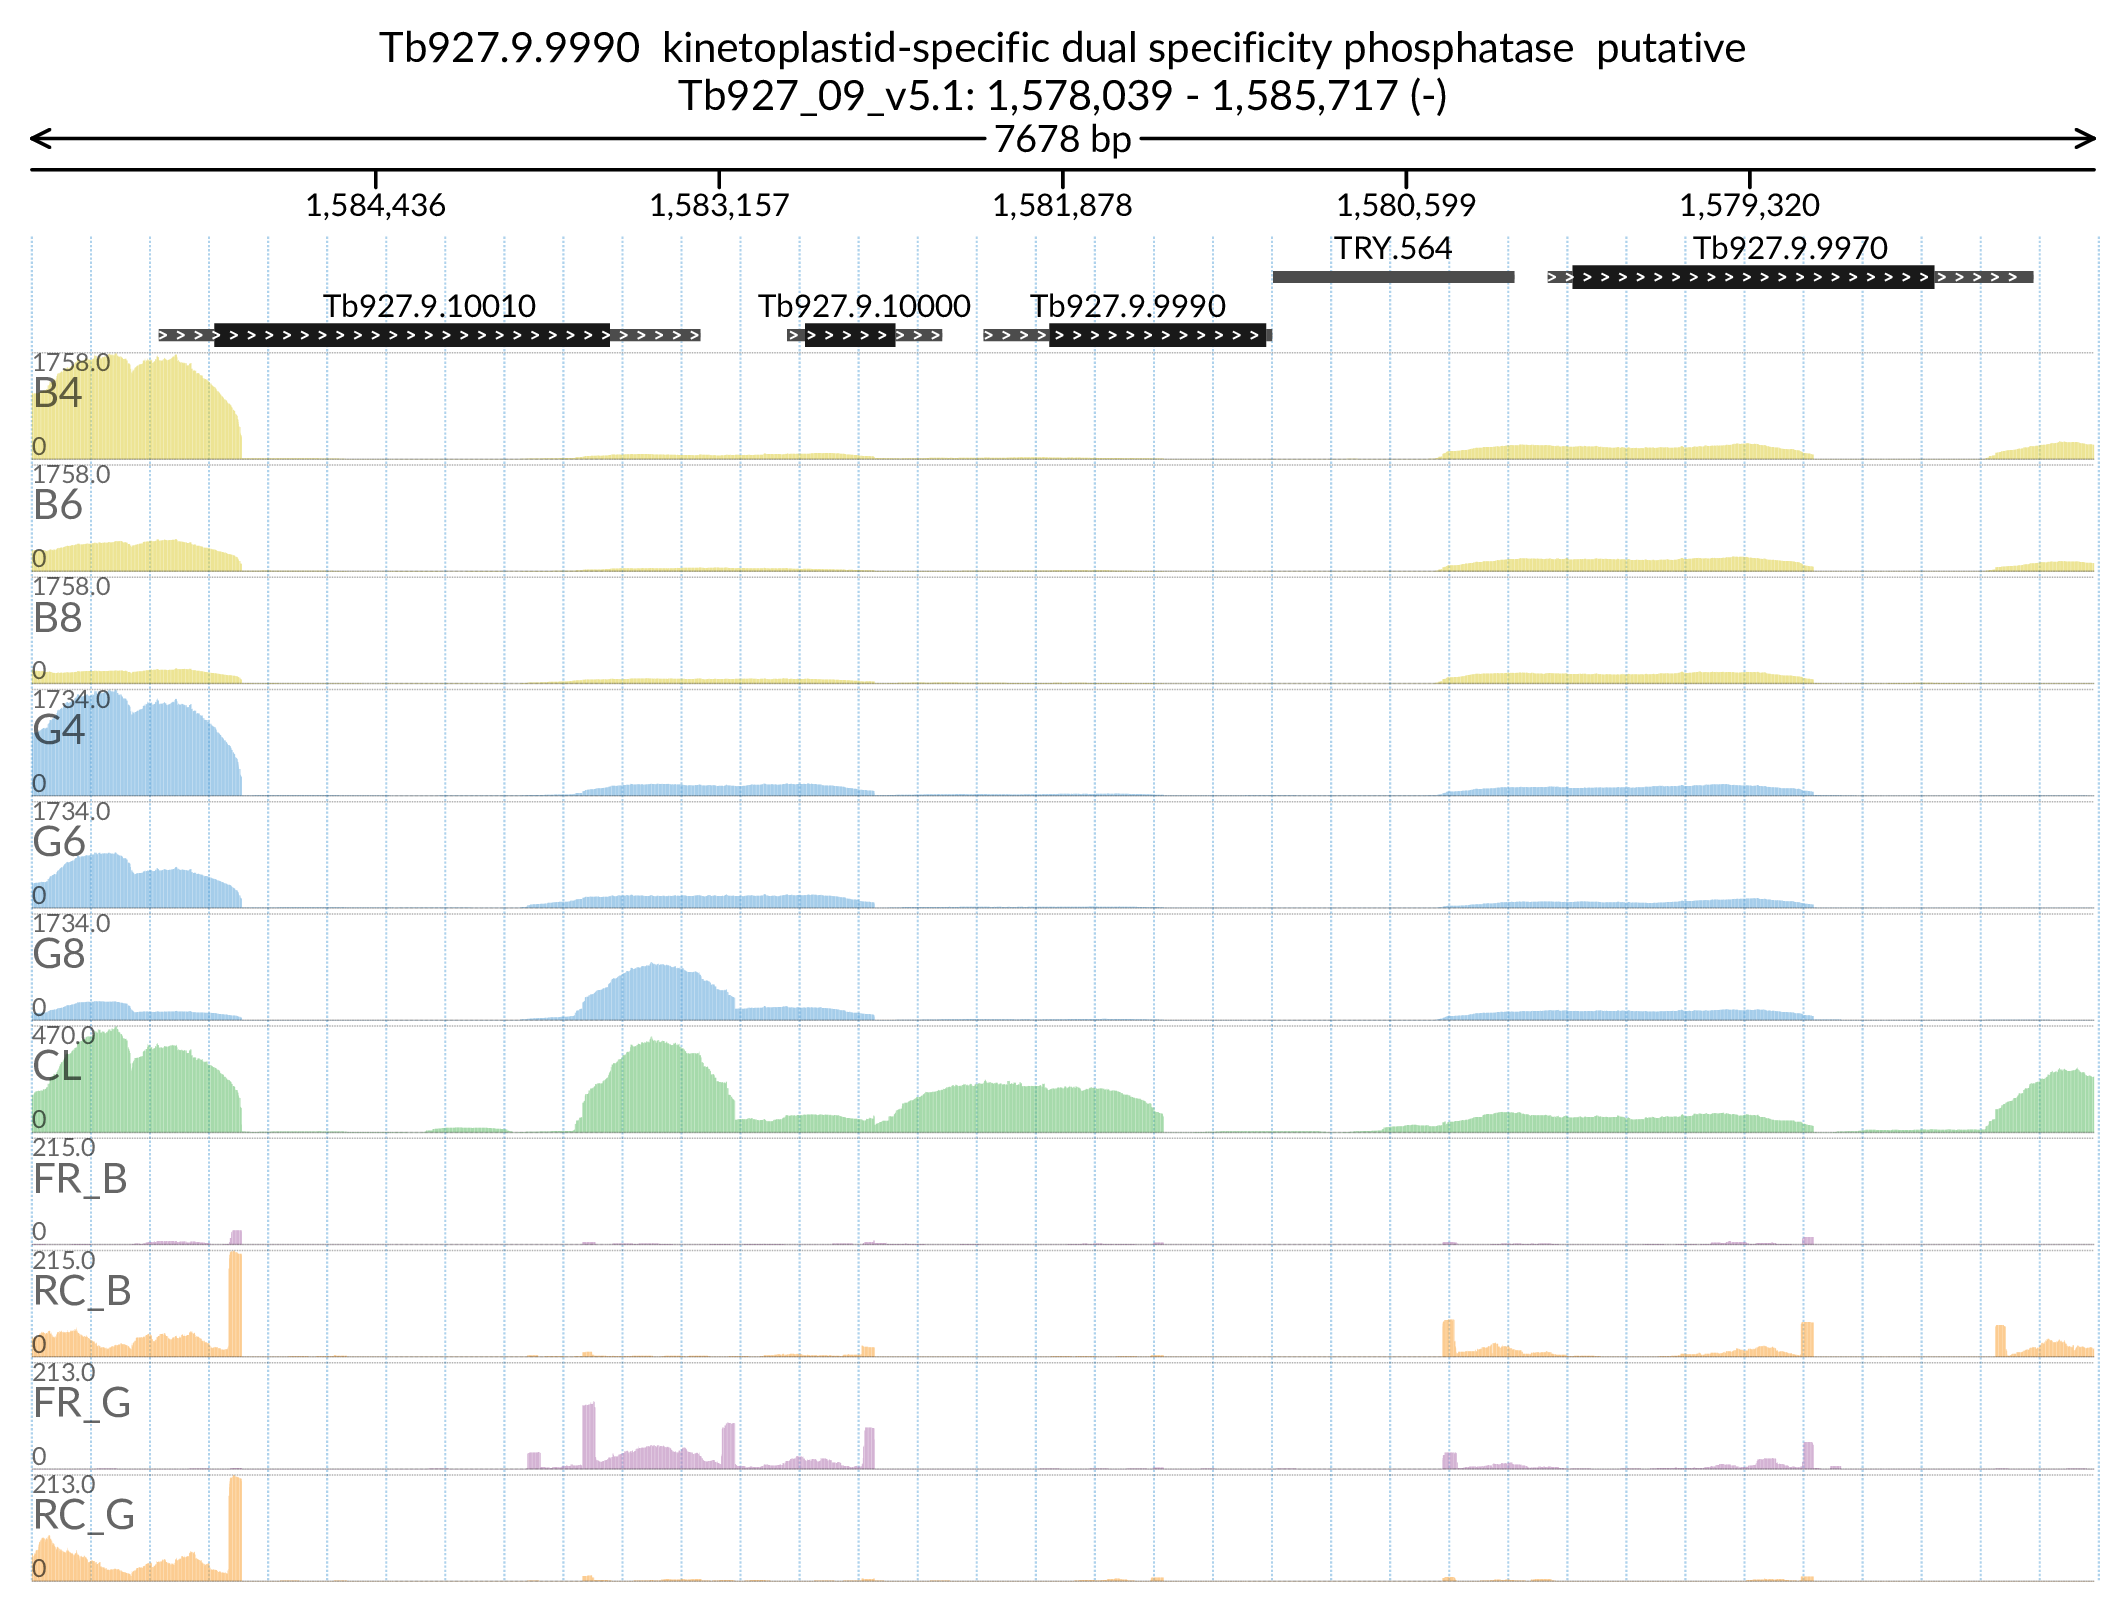 Tb927.9.9990  kinetoplastid-specific dual specificity phosphatase  putative
Tb927_09_v5.1: 1,578,039 - 1,585,717 (-)
7678 bp
1,584,436 1,583,157 1,581,878 1,580,599 1,579,320
TRY.564 Tb927.9.9970
Tb927.9.10010 Tb927.9.10000 Tb927.9.9990
1758.0
B4
0
1758.0
B6
0
1758.0
B8
0
1734.0
G4
0
1734.0
G6
0
1734.0
G8
0
470.0
CL
0
215.0
FR_B
0
215.0
RC_B
0
213.0
FR_G
0
213.0
RC_G
0